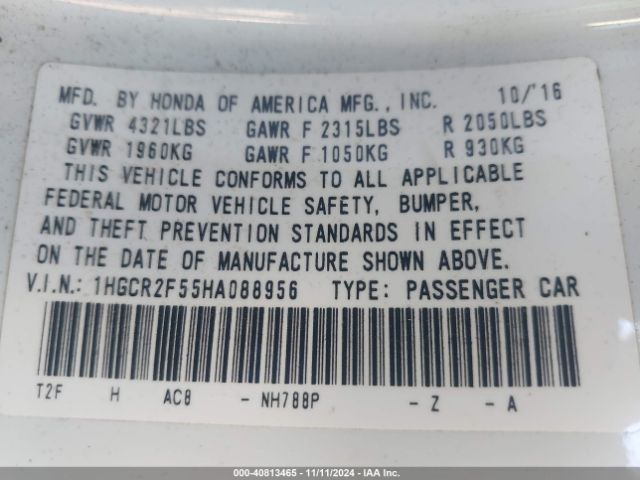 MFD. BY HONDA OF AMERICA MFG., INC. 10/'16
GVWR 4321LBS GAWR F 2315LBS R 2050LBS
GVWR 1960KG GAWR F 1050KG R 930KG
THIS VEHICLE CONFORMS TO ALL APPLICABLE
FEDERAL MOTOR VEHICLE SAFETY, BUMPER,
AND THEFT PREVENTION STANDARDS IN EFFECT
ON THE DATE OF MANUFACTURE SHOWN ABOVE.
V.I.N.: 1HGCR2F55HA088956 TYPE: PASSENGER CAR
T2F H AC8 - NH788P - Z - A
000-40813465 - 11/11/2024 - IAAI Inc.